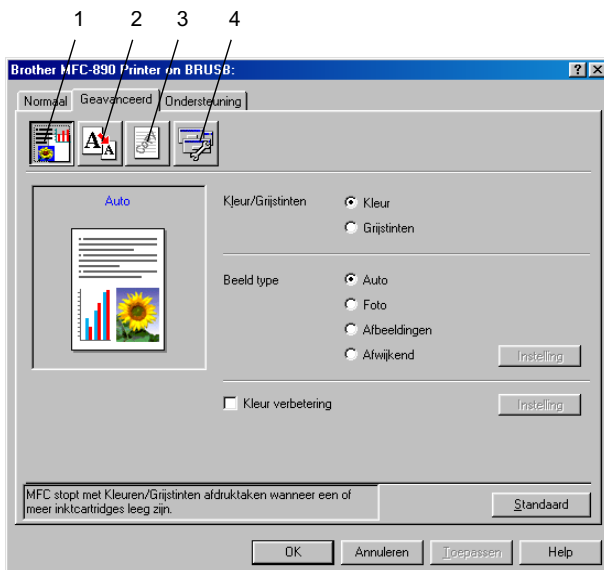 1 2 3 4
Brother MFC-890 Printer on BRUSB:
Normaal Geavanceerd Ondersteuning
Auto
Kleur/Grijstinten
Kleur
Grijstinten
Beeld type
Auto
Foto
Afbeeldingen
Afwijkend
Instelling
Kleur verbetering
Instelling
MFC stopt met Kleuren/Grijstinten afdruktaken wanneer een of
meer inktcartridges leeg zijn.
Standaard
OK Annuleren Toepassen Help